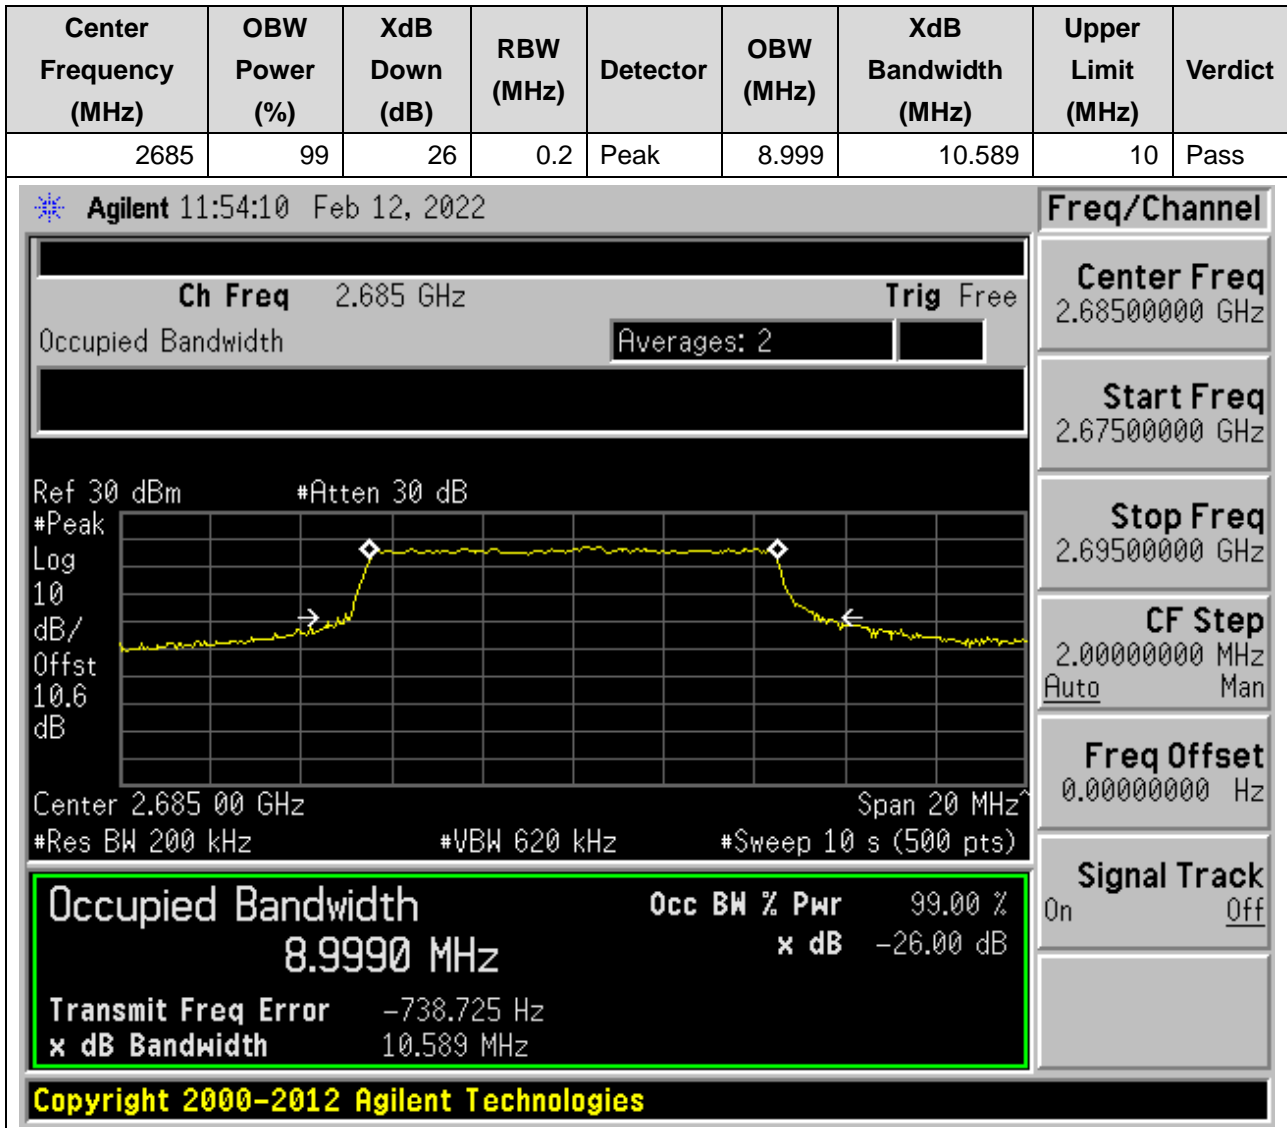 Center Frequency (MHz) OBW Power (%) XdB Down (dB) RBW (MHz) Detector OBW (MHz) XdB Bandwidth (MHz) Upper Limit (MHz) Verdict
2685 99 26 0.2 Peak 8.999 10.589 10 Pass
Agilent 11:54:10 Feb 12, 2022
Freq/Channel
Ch Freq 2.685 GHz Trig Free
Occupied Bandwidth Averages: 2
Center Freq
2.68500000 GHz
Start Freq
2.67500000 GHz
Stop Freq
2.69500000 GHz
CF Step
2.00000000 MHz
Auto Man
Freq Offset
0.00000000 Hz
Signal Track
On Off
Ref 30 dBm #Atten 30 dB
#Peak
Log
10
dB/
Offst
10.6
dB
Center 2.685 00 GHz Span 20 MHz^
#Res BW 200 kHz #VBW 620 kHz #Sweep 10 s (500 pts)
Occupied Bandwidth
8.9990 MHz
Occ BW % Pwr 99.00 %
x dB -26.00 dB
Transmit Freq Error -738.725 Hz
x dB Bandwidth 10.589 MHz
Copyright 2000-2012 Agilent Technologies